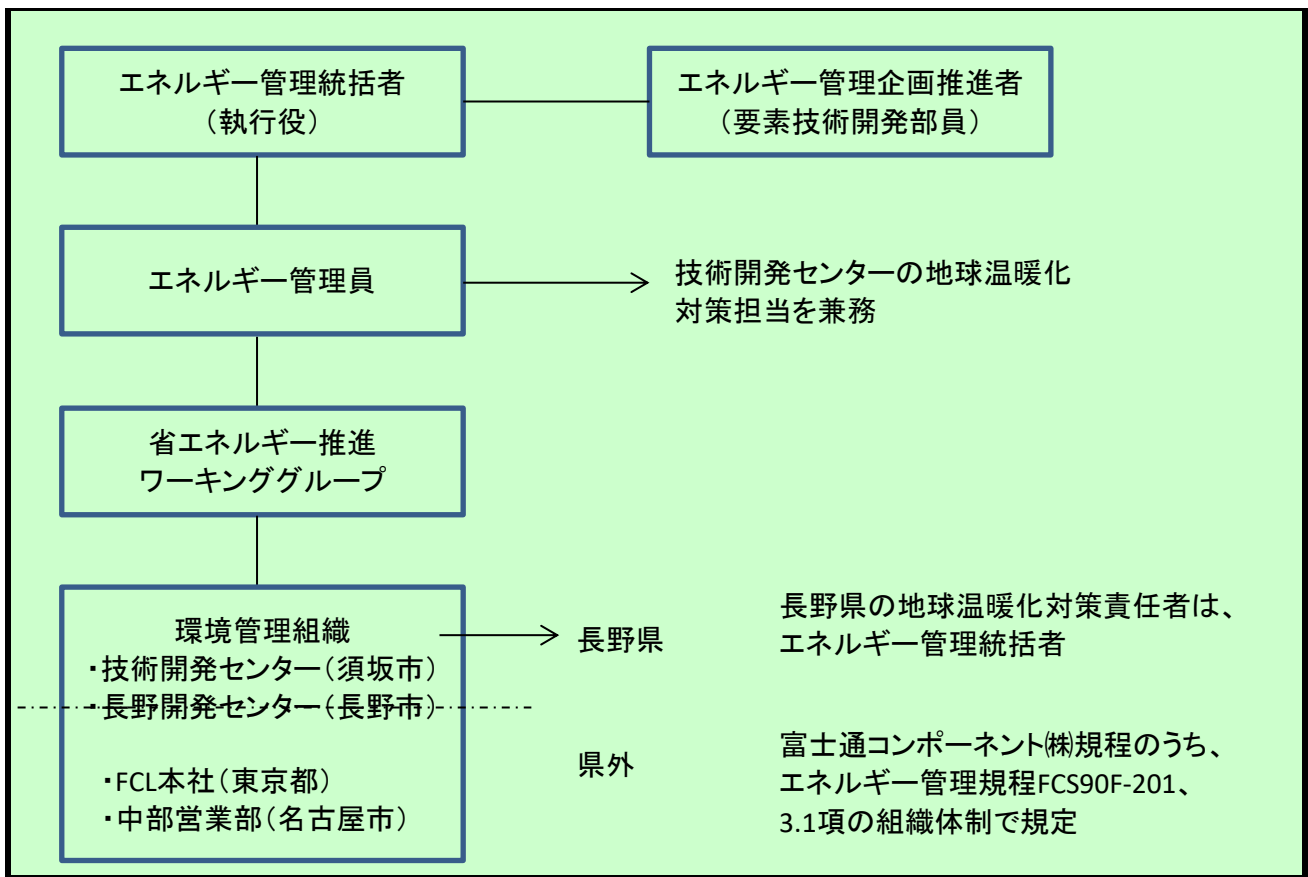 エネルギー管理統括者
（執行役）
エネルギー管理企画推進者
（要素技術開発部員）
エネルギー管理員
技術開発センターの地球温暖化
対策担当を兼務
省エネルギー推進
ワーキンググループ
環境管理組織
・技術開発センター（須坂市）
・長野開発センター（長野市）
長野県
長野県の地球温暖化対策責任者は、
エネルギー管理統括者
・FCL本社（東京都）
・中部営業部（名古屋市）
県外
富士通コンポーネント㈱規程のうち、
エネルギー管理規程FCS90F-201、
3.1項の組織体制で規定